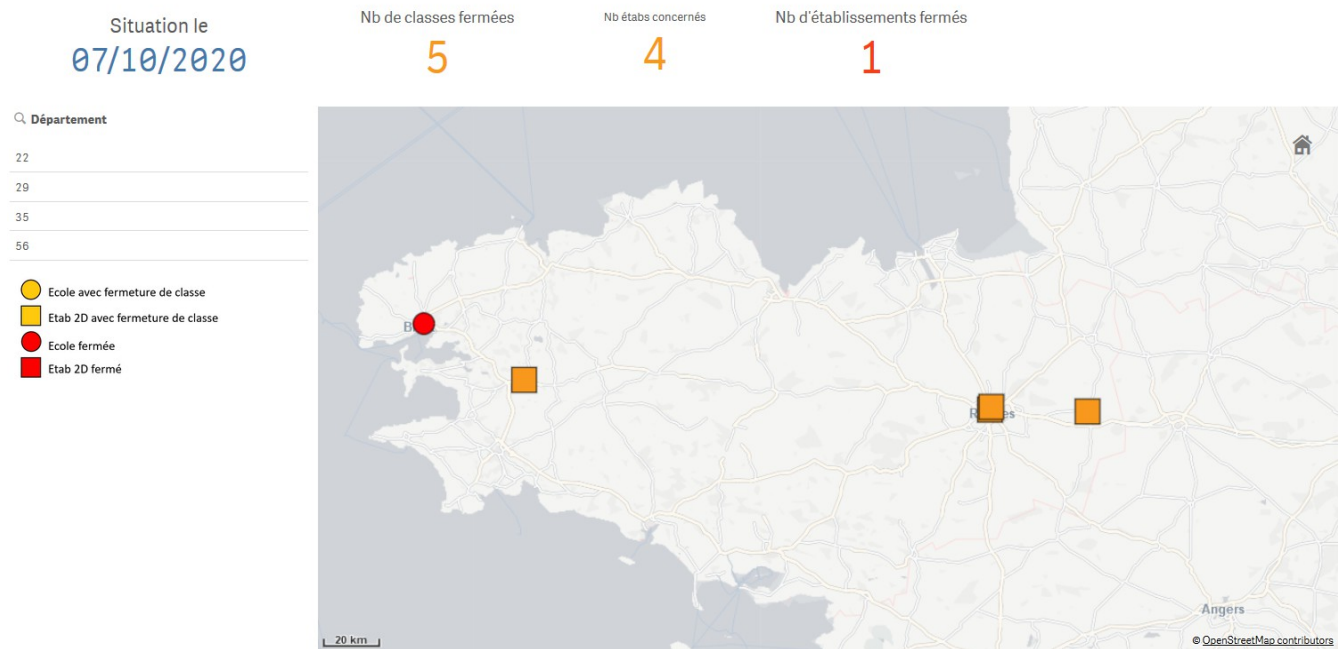 Situation le
07/10/2020
Nb de classes fermées
5
Nb étabs concernés
4
Nb d'établissements fermés
1
Département
22
29
35
56
Ecole avec fermeture de classe
Etab 2D avec fermeture de classe
Ecole fermée
Etab 2D fermé
Angers
20 km
© OpenStreetMap contributors